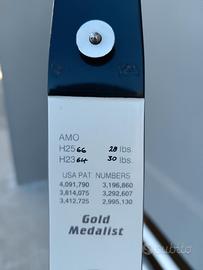 AMO
H25 66 28 lbs.
H23 64 30 lbs.
USA PAT NUMBERS
4,091,790 3,196,860
3,814,075 3,292,607
3,412,725 2,995,130
Gold
Medalist
subito